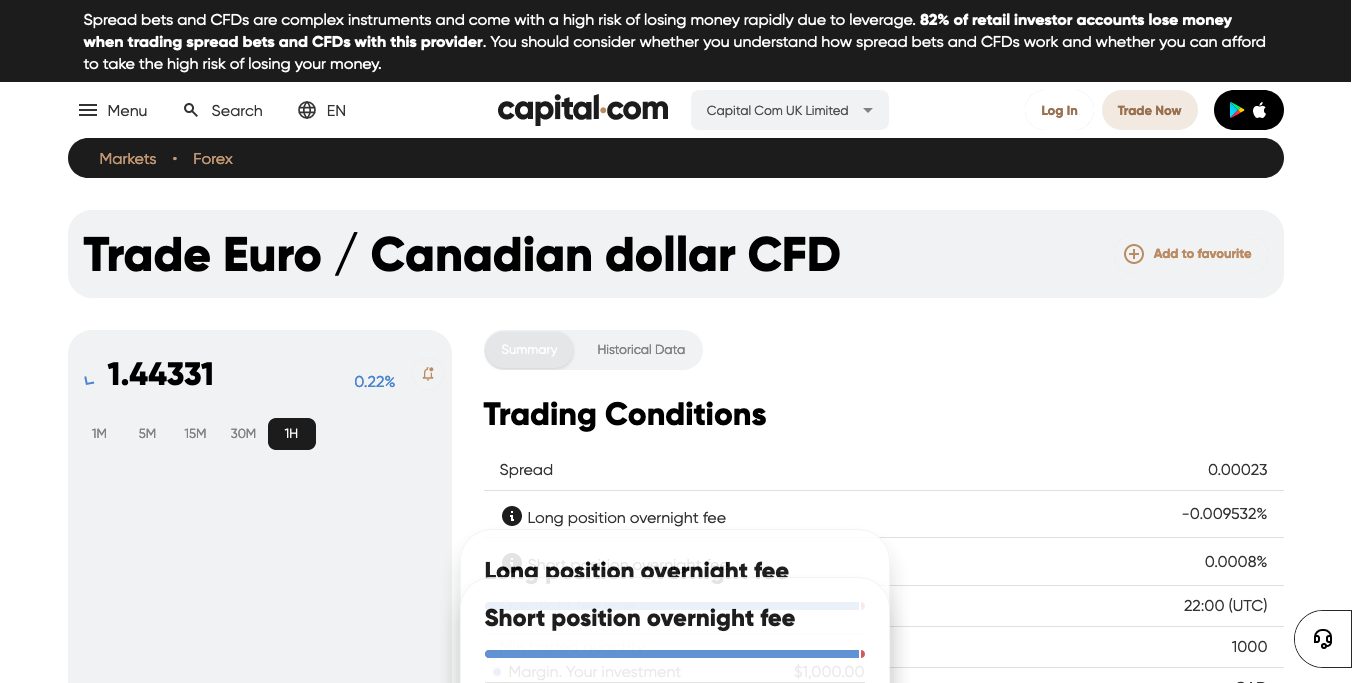 Spread bets and CFDs are complex instruments and come with a high risk of losing money rapidly due to leverage. 82% of retail investor accounts lose money
when trading spread bets and CFDs with this provider. You should consider whether you understand how spread bets and CFDs work and whether you can afford
to take the high risk of losing your money.
Menu Search EN capital.com Capital Com UK Limited Log In Trade Now
Markets • Forex
Trade Euro / Canadian dollar CFD Add to favourite
1.44331 0.22%
1M 5M 15M 30M 1H
Summary Historical Data
Trading Conditions
Spread 0.00023
Long position overnight fee -0.009532%
Short position overnight fee 0.0008%
Long position overnight fee
22:00 (UTC)
Short position overnight fee
1000
Margin. Your investment $1,000.00